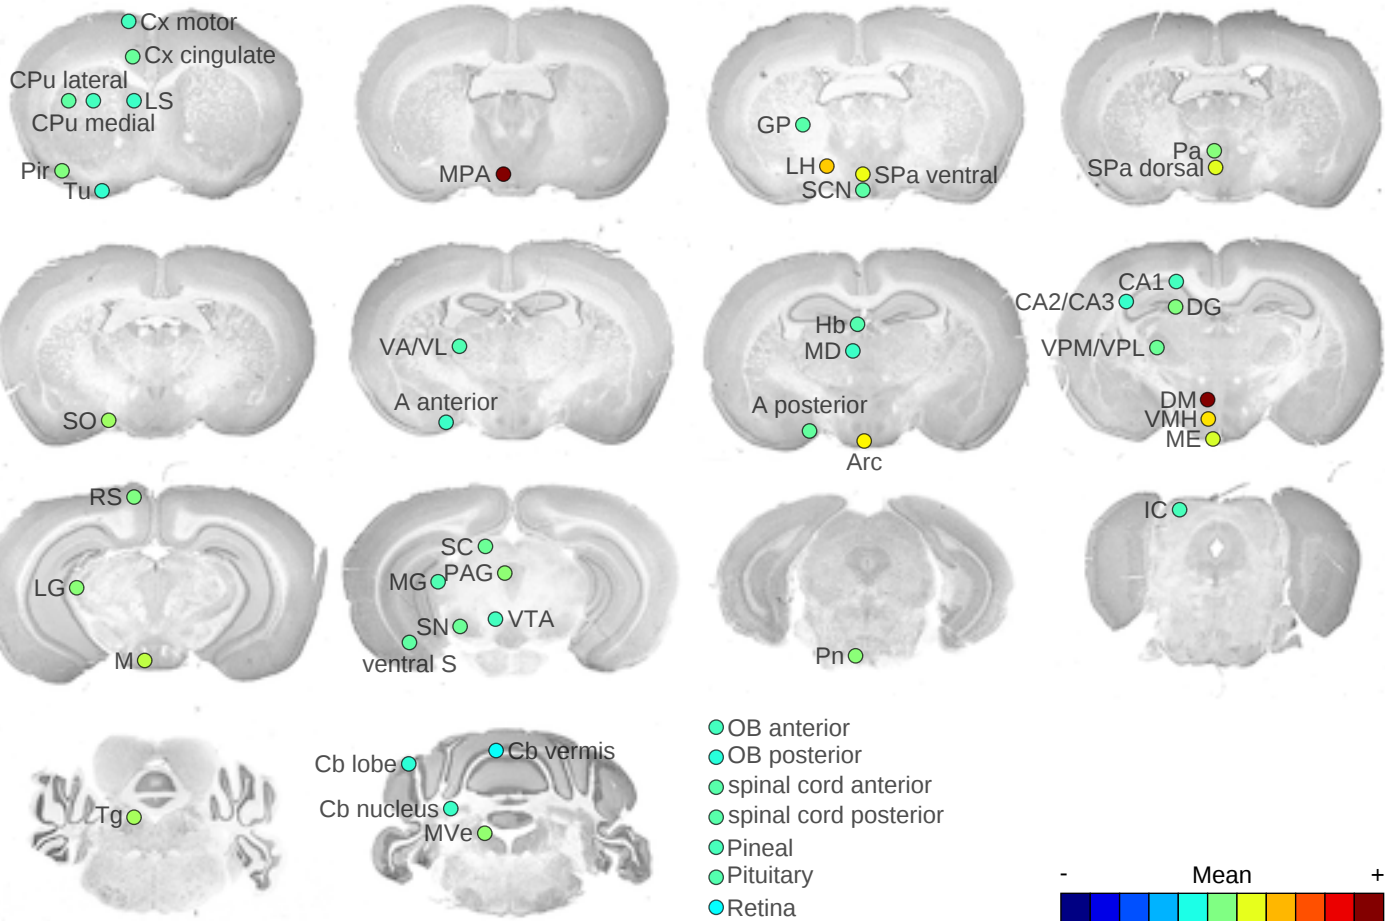 Cx motor
Cx cingulate
CPu lateral
LS
CPu medial
Pir
Tu
MPA
GP
LH
SPa ventral
SCN
Pa
SPa dorsal
SO
VA/VL
A anterior
Hb
MD
A posterior
Arc
CA1
CA2/CA3
DG
VPM/VPL
DM
VMH
ME
RS
LG
M
SC
PAG
MG
VTA
SN
ventral S
Pn
IC
Tg
Cb vermis
Cb lobe
Cb nucleus
MVe
OB anterior
OB posterior
spinal cord anterior
spinal cord posterior
Pineal
Pituitary
Retina
- Mean +